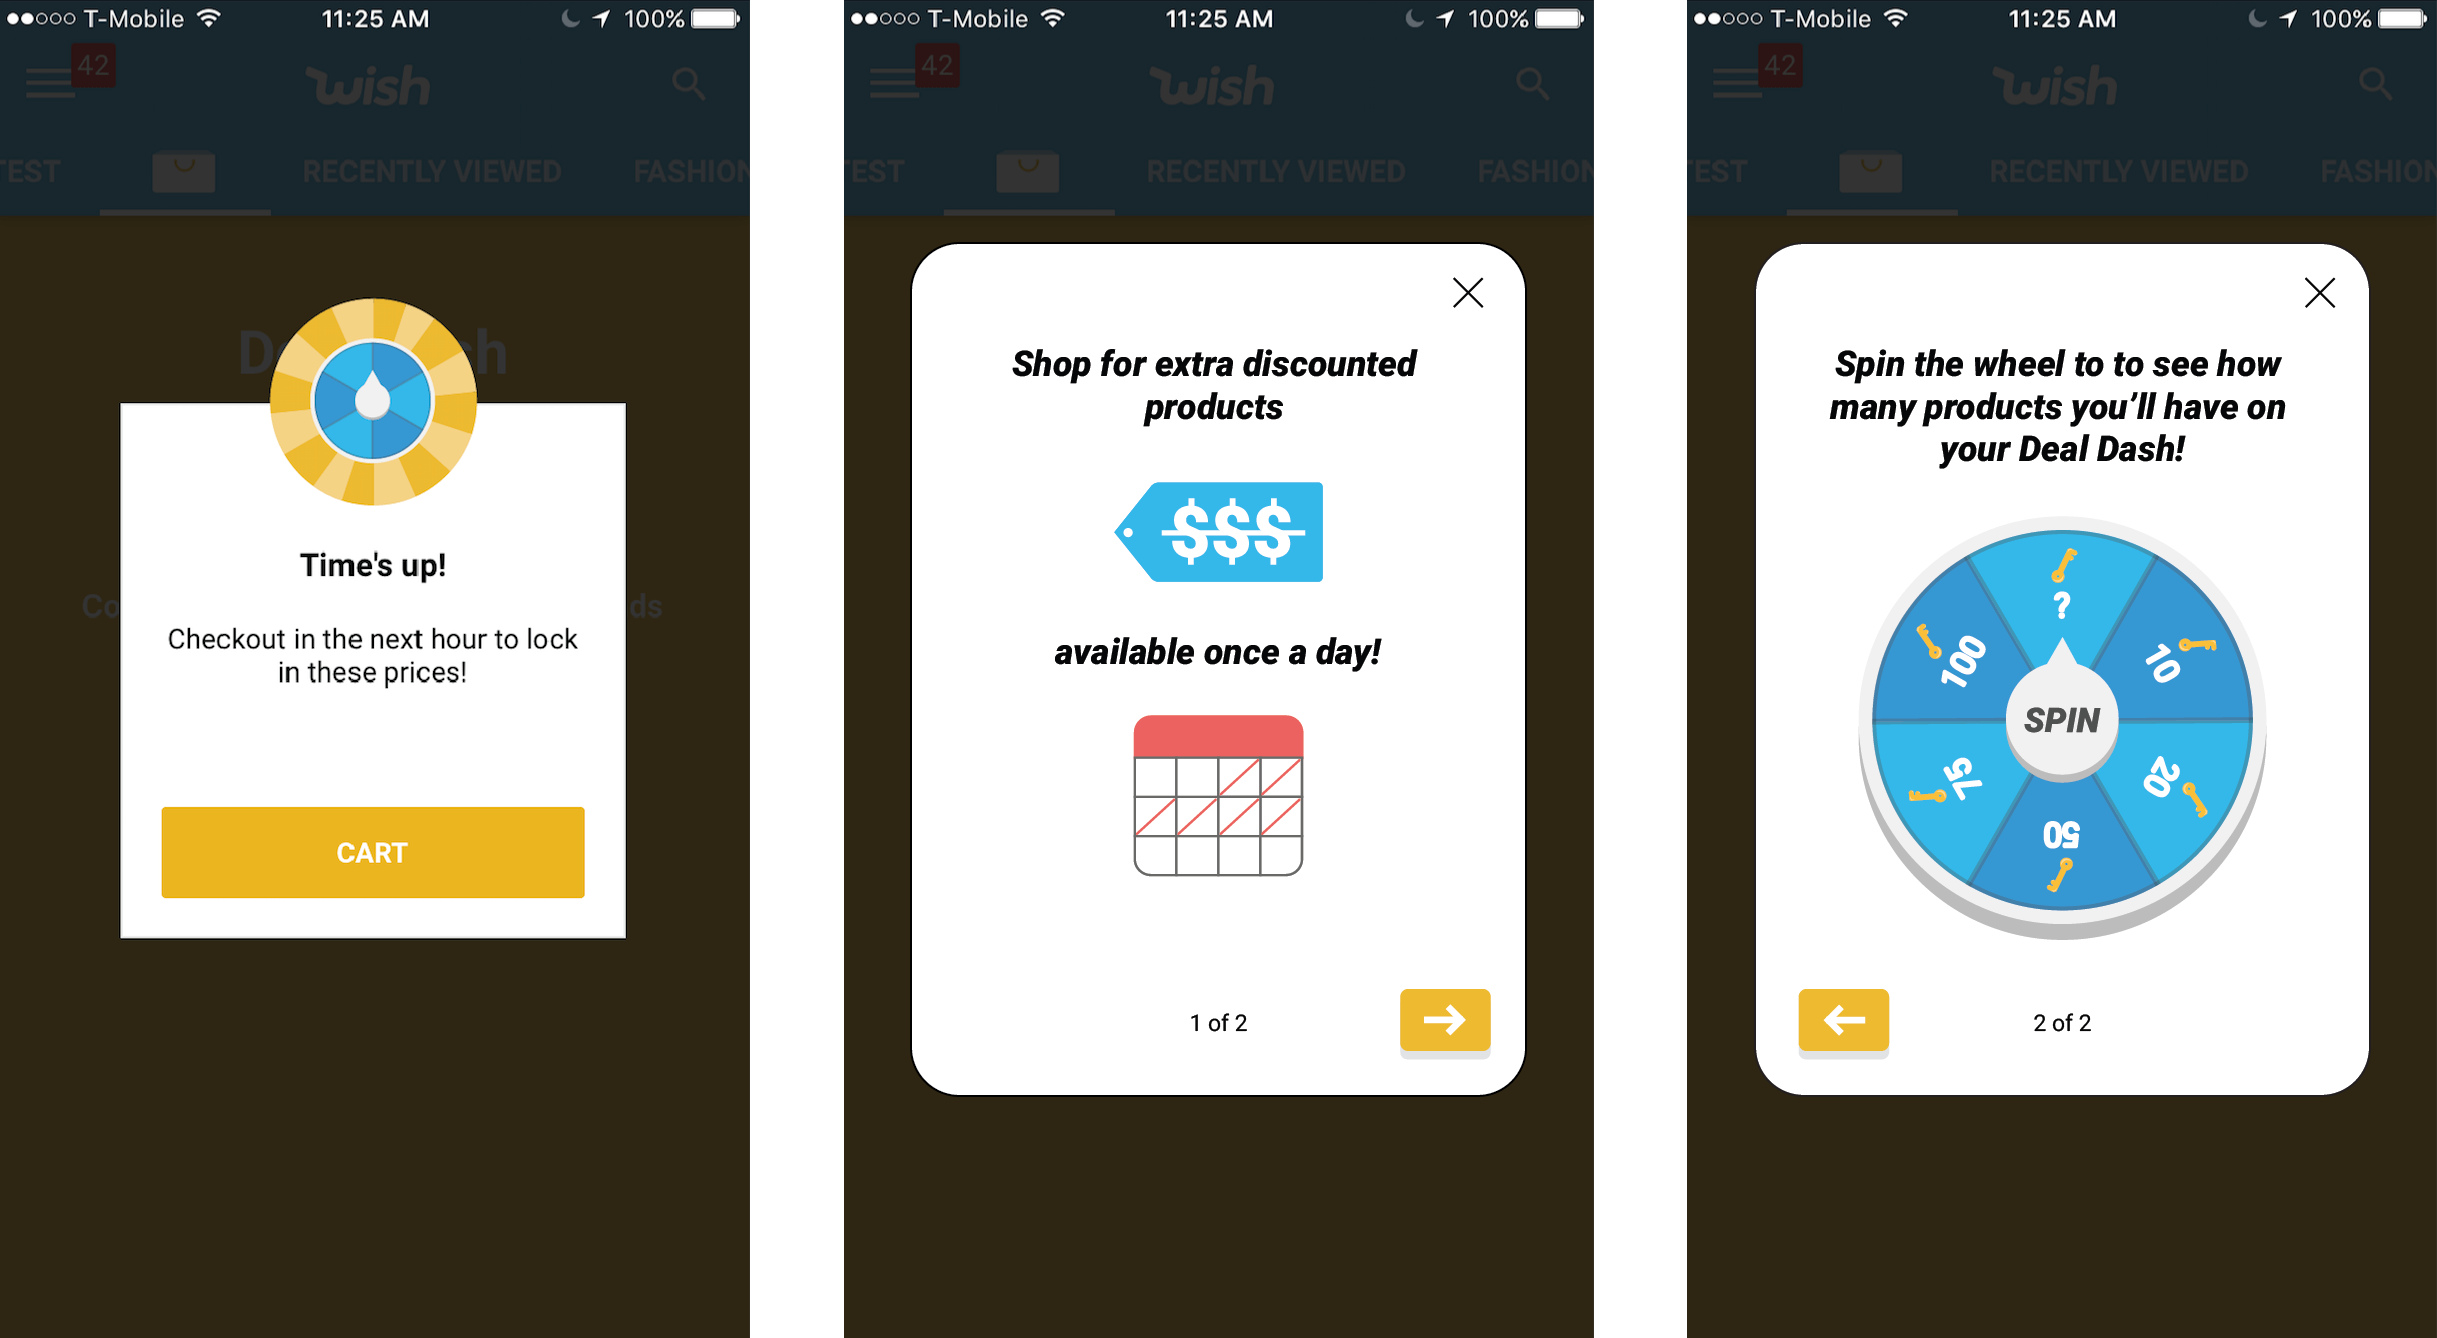 T-Mobile 11:25 AM 100%
42
wish
TEST RECENTLY VIEWED FASHION
Time's up!
Checkout in the next hour to lock
in these prices!
CART
T-Mobile 11:25 AM 100%
42
wish
EST RECENTLY VIEWED FASHION
Shop for extra discounted
products
$$$
available once a day!
1 of 2
T-Mobile 11:25 AM 100%
42
wish
EST RECENTLY VIEWED FASHION
Spin the wheel to to see how
many products you’ll have on
your Deal Dash!
?
100
10
SPIN
75
20
50
2 of 2